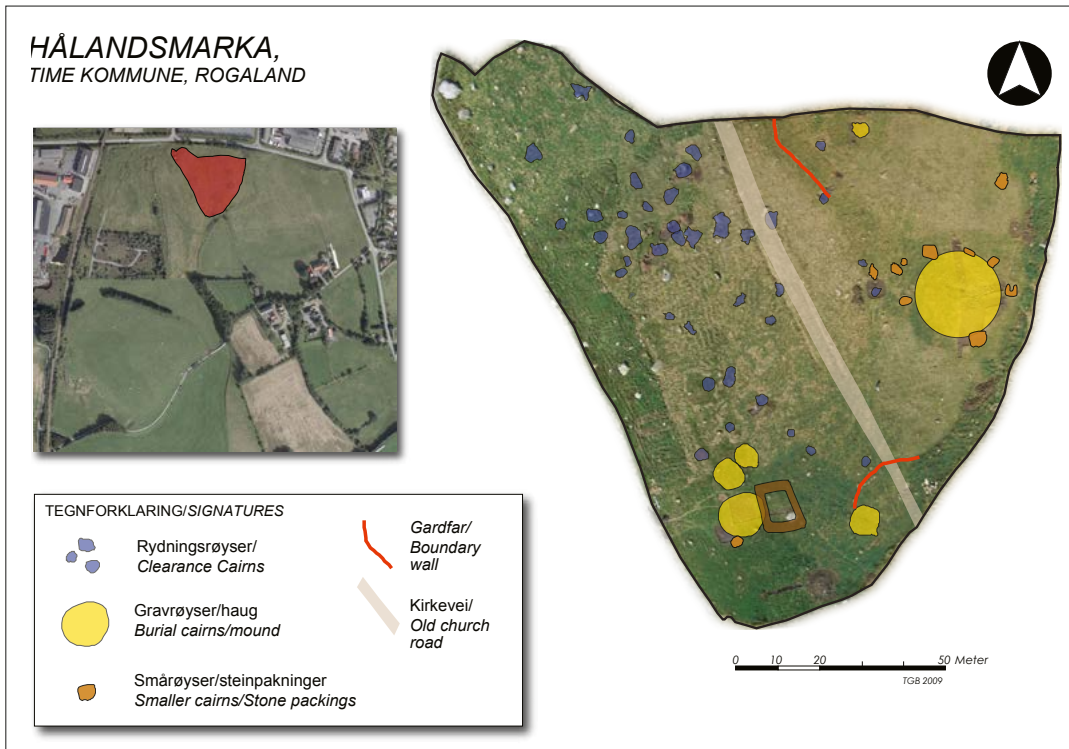 HÅLANDSMARKA,
TIME KOMMUNE, ROGALAND
TEGNFORKLARING/SIGNATURES
Rydningsrøyser/
Clearance Cairns
Gravrøyser/haug
Burial cairns/mound
Smårøyser/steinpakninger
Smaller cairns/Stone packings
Gardfar/
Boundary
wall
Kirkevei/
Old church
road
0 10 20 50 Meter
TGB 2009